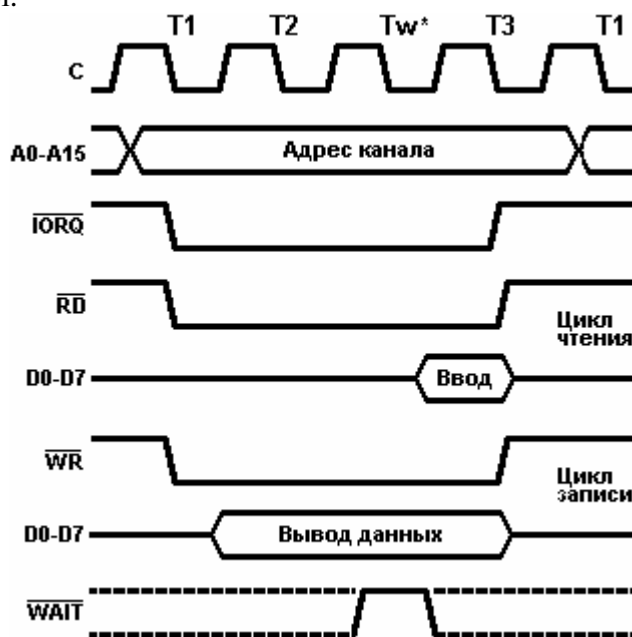 T1 T2 Tw* T3 T1
C
A0-A15 Адрес канала
IORQ
RD
Цикл
чтения
D0-D7 Ввод
WR
Цикл
записи
D0-D7 Вывод данных
WAIT